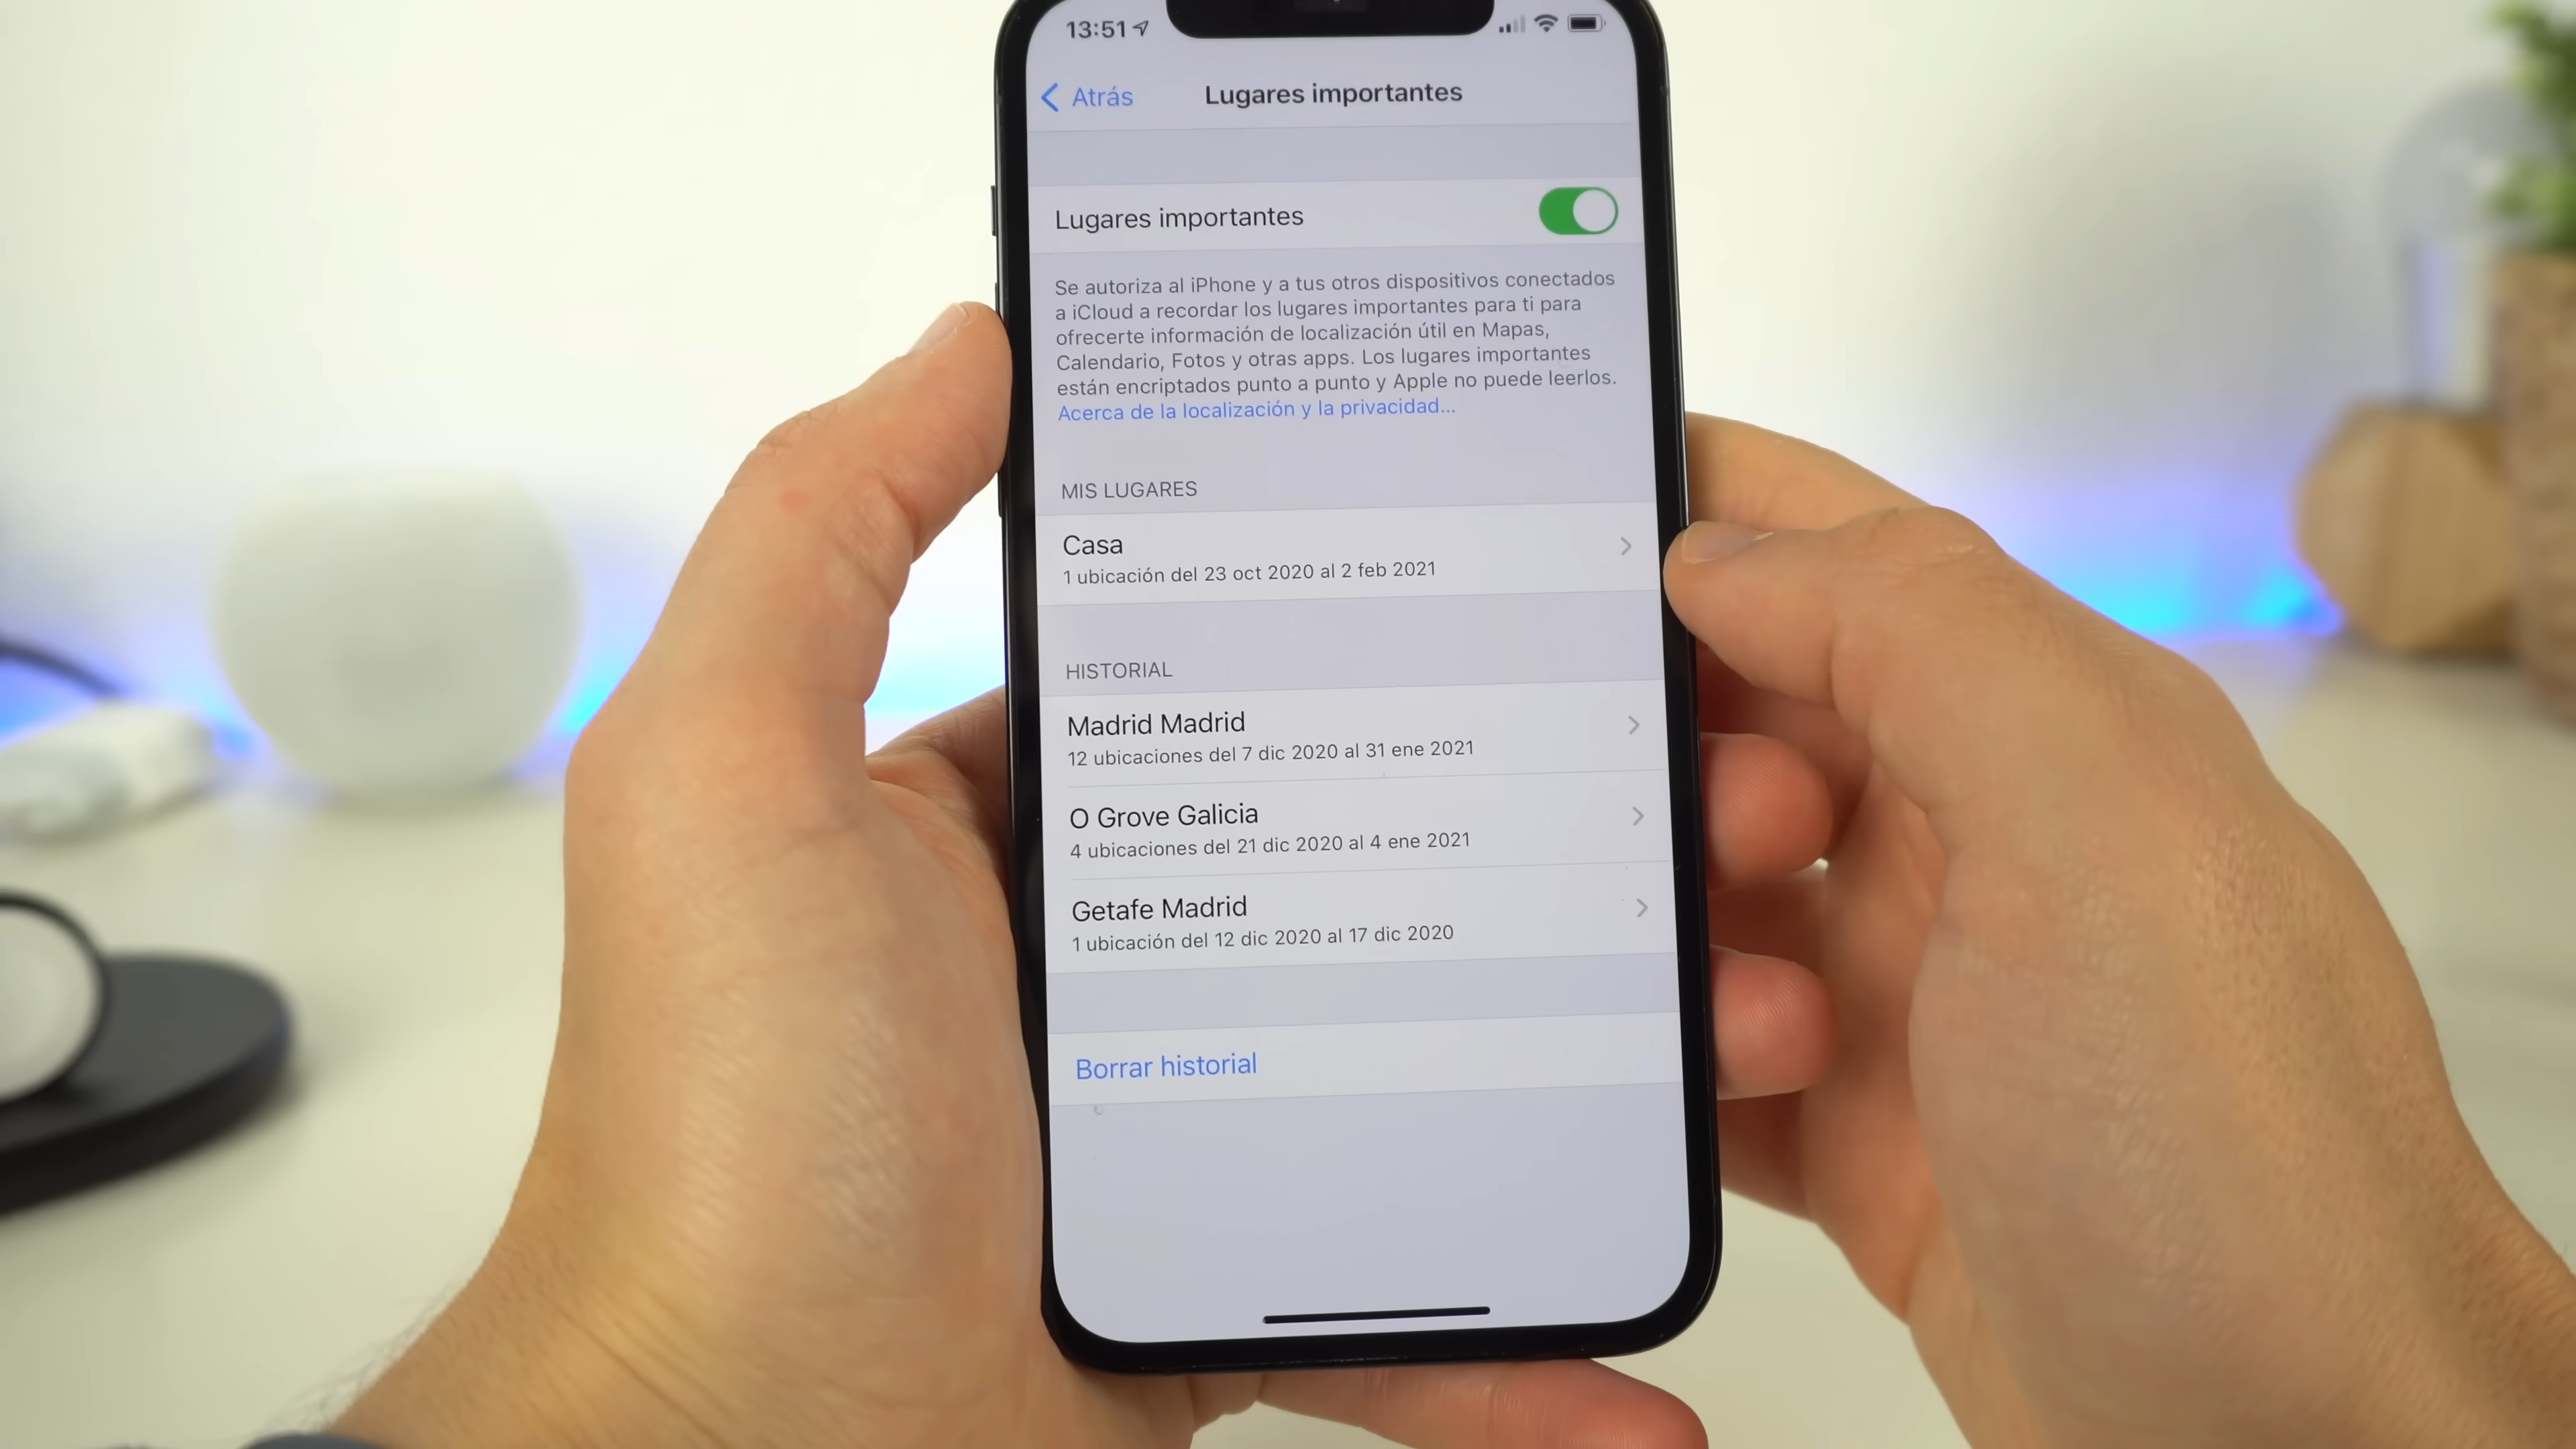 13:51
Atrás
Lugares importantes
Lugares importantes
Se autoriza al iPhone y a tus otros dispositivos conectados
a iCloud a recordar los lugares importantes para ti para
ofrecerte información de localización útil en Mapas,
Calendario, Fotos y otras apps. Los lugares importantes
están encriptados punto a punto y Apple no puede leerlos.
Acerca de la localización y la privacidad...
MIS LUGARES
Casa
1 ubicación del 23 oct 2020 al 2 feb 2021
HISTORIAL
Madrid Madrid
12 ubicaciones del 7 dic 2020 al 31 ene 2021
O Grove Galicia
4 ubicaciones del 21 dic 2020 al 4 ene 2021
Getafe Madrid
1 ubicación del 12 dic 2020 al 17 dic 2020
Borrar historial